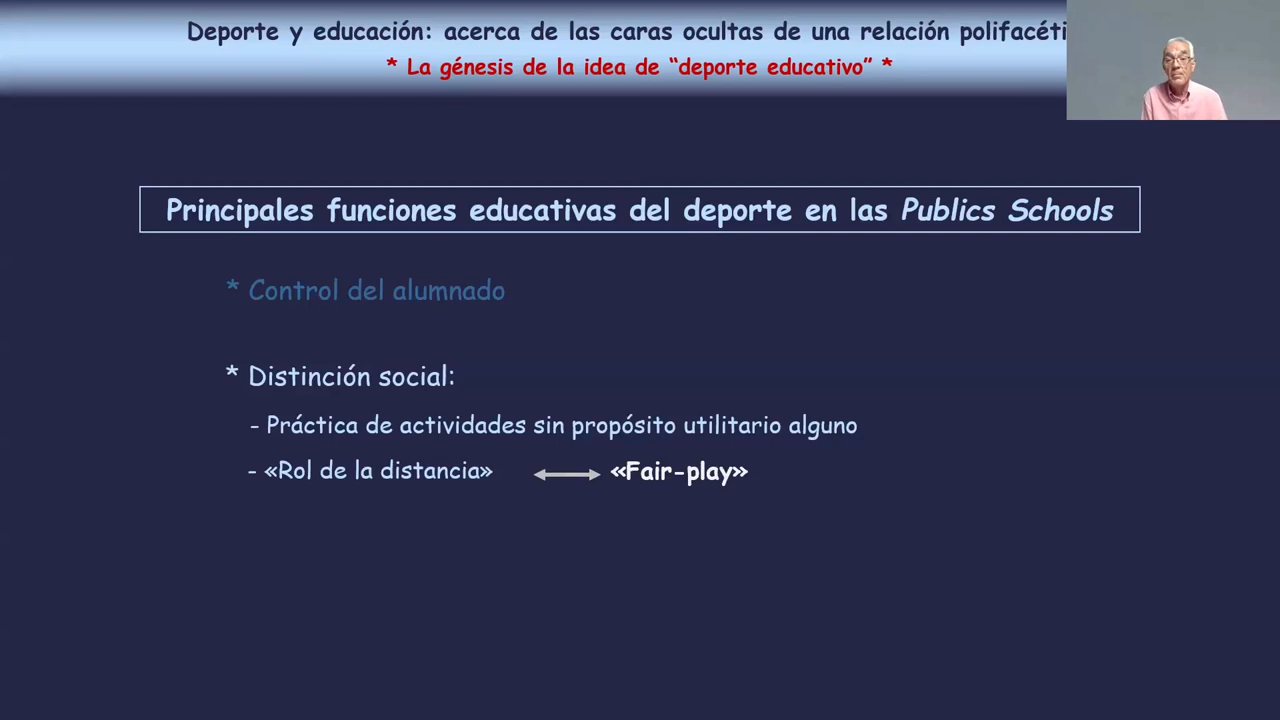 Deporte y educación: acerca de las caras ocultas de una relación polifacéti
* La génesis de la idea de “deporte educativo” *
Principales funciones educativas del deporte en las Publics Schools
* Control del alumnado
* Distinción social:
- Práctica de actividades sin propósito utilitario alguno
- «Rol de la distancia» «Fair-play»